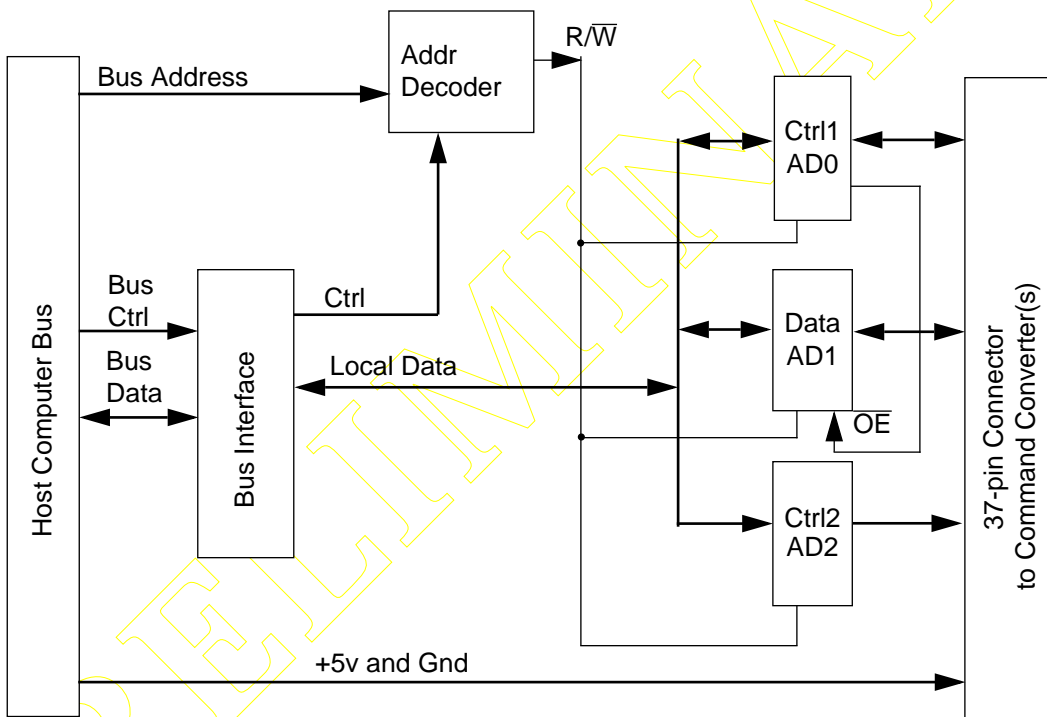 Addr
Decoder
R/W̅
Bus Address
Ctrl1
AD0
Bus
Ctrl
Ctrl
Bus
Data
Local Data
Data
AD1
O̅E̅
Ctrl2
AD2
Host Computer Bus
Bus Interface
37-pin Connector
to Command Converter(s)
+5v and Gnd